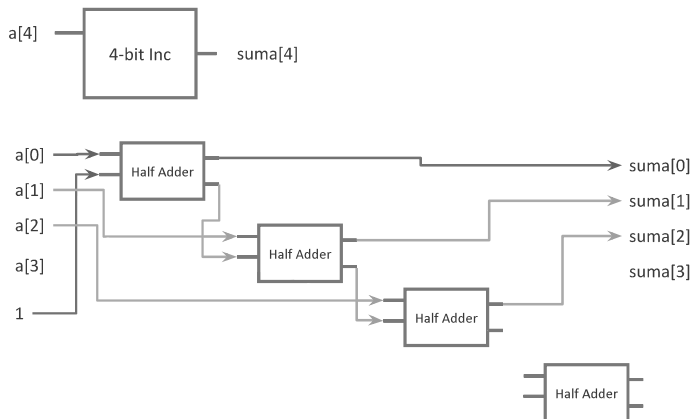 a[4]
4-bit Inc
suma[4]
a[0]
Half Adder
suma[0]
a[1]
suma[1]
a[2]
suma[2]
Half Adder
a[3]
suma[3]
1
Half Adder
Half Adder